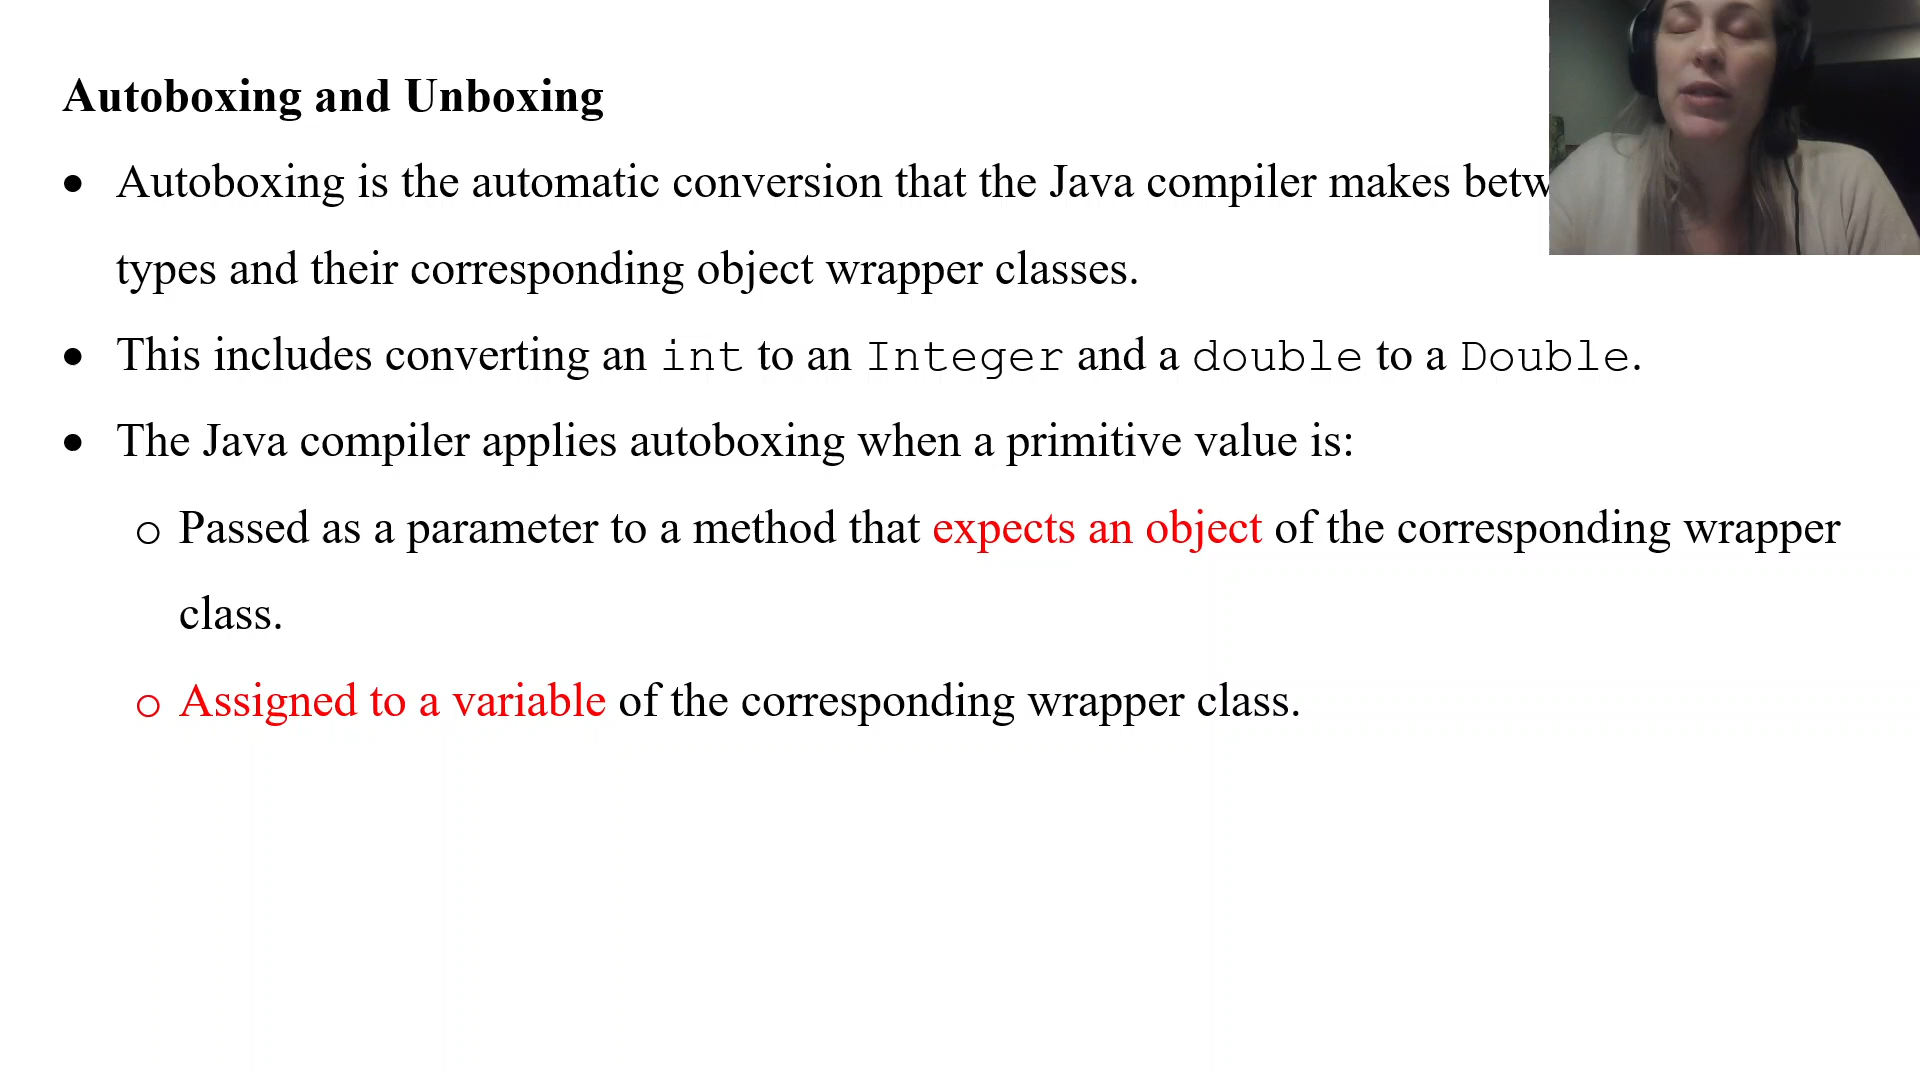 Autoboxing and Unboxing
• Autoboxing is the automatic conversion that the Java compiler makes
types and their corresponding object wrapper classes.
• This includes converting an int to an Integer and a double to a Double.
• The Java compiler applies autoboxing when a primitive value is:
o Passed as a parameter to a method that expects an object of the corresponding wrapper
class.
o Assigned to a variable of the corresponding wrapper class.